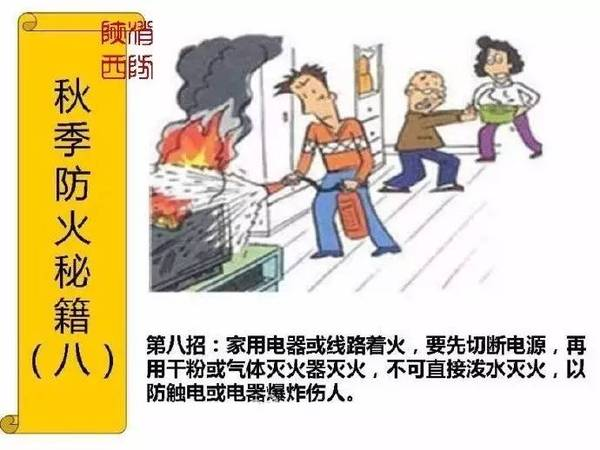 陕西消防
秋季防火秘籍（八）
第八招：家用电器或线路着火，要先切断电源，再
用干粉或气体灭火器灭火，不可直接泼水灭火，以
防触电或电器爆炸伤人。